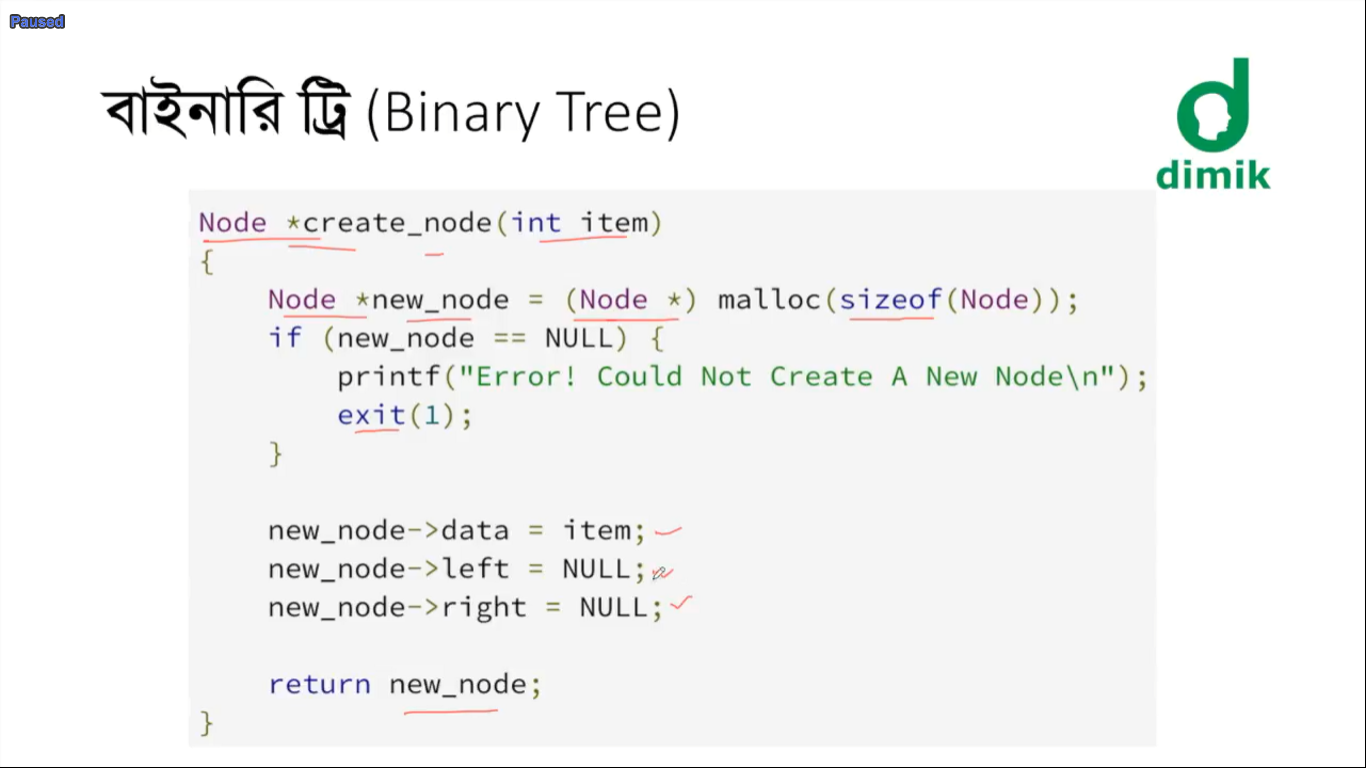 Paused
বাইনারি ট্রি (Binary Tree)
dimik
Node *create_node(int item)
{
    Node *new_node = (Node *) malloc(sizeof(Node));
    if (new_node == NULL) {
        printf("Error! Could Not Create A New Node\n");
        exit(1);
    }
    new_node->data = item;
    new_node->left = NULL;
    new_node->right = NULL;
    return new_node;
}